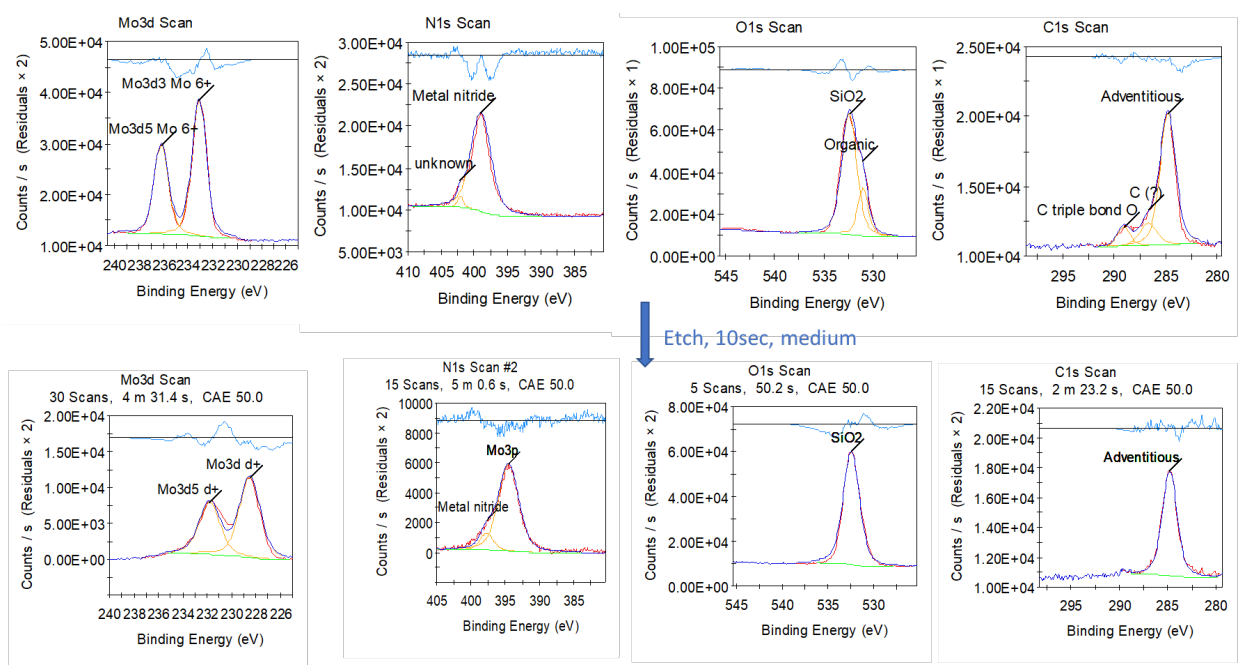 Mo3d Scan
5.00E+04
4.00E+04
3.00E+04
2.00E+04
1.00E+04
Counts / s (Residuals × 2)
Mo3d3 Mo 6+
Mo3d5 Mo 6+
240 238 236 234 232 230 228 226
Binding Energy (eV)
N1s Scan
3.00E+04
2.50E+04
2.00E+04
1.50E+04
1.00E+04
5.00E+03
Counts / s (Residuals × 2)
Metal nitride
unknown
410 405 400 395 390 385
Binding Energy (eV)
O1s Scan
1.00E+05
8.00E+04
6.00E+04
4.00E+04
2.00E+04
0.00E+00
Counts / s (Residuals × 1)
SiO2
Organic
545 540 535 530
Binding Energy (eV)
C1s Scan
2.50E+04
2.00E+04
1.50E+04
1.00E+04
Counts / s (Residuals × 1)
Adventitious
C (?)
C triple bond O
295 290 285 280
Binding Energy (eV)
Etch, 10sec, medium
Mo3d Scan
30 Scans, 4 m 31.4 s, CAE 50.0
2.00E+04
1.50E+04
1.00E+04
5.00E+03
0.00E+00
Counts / s (Residuals × 2)
Mo3d d+
Mo3d5 d+
240 238 236 234 232 230 228 226
Binding Energy (eV)
N1s Scan #2
15 Scans, 5 m 0.6 s, CAE 50.0
10000
8000
6000
4000
2000
0
Counts / s (Residuals × 2)
Mo3p
Metal nitride
405 400 395 390 385
Binding Energy (eV)
O1s Scan
5 Scans, 50.2 s, CAE 50.0
8.00E+04
6.00E+04
4.00E+04
2.00E+04
0.00E+00
Counts / s (Residuals × 2)
SiO2
545 540 535 530
Binding Energy (eV)
C1s Scan
15 Scans, 2 m 23.2 s, CAE 50.0
2.20E+04
2.00E+04
1.80E+04
1.60E+04
1.40E+04
1.20E+04
1.00E+04
Counts / s (Residuals × 2)
Adventitious
295 290 285 280
Binding Energy (eV)